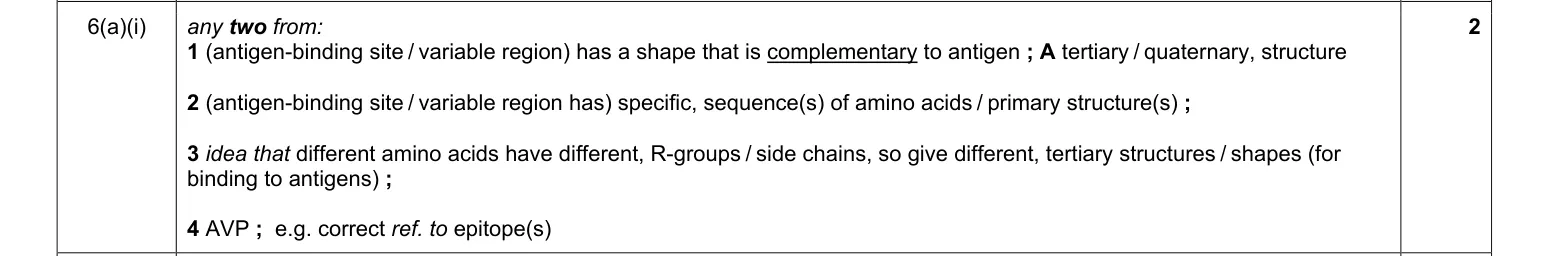 6(a)(i)
any two from:
2
1 (antigen-binding site / variable region) has a shape that is complementary to antigen ; A tertiary / quaternary, structure
2 (antigen-binding site / variable region has) specific, sequence(s) of amino acids / primary structure(s) ;
3 idea that different amino acids have different, R-groups / side chains, so give different, tertiary structures / shapes (for
binding to antigens) ;
4 AVP ; e.g. correct ref. to epitope(s)